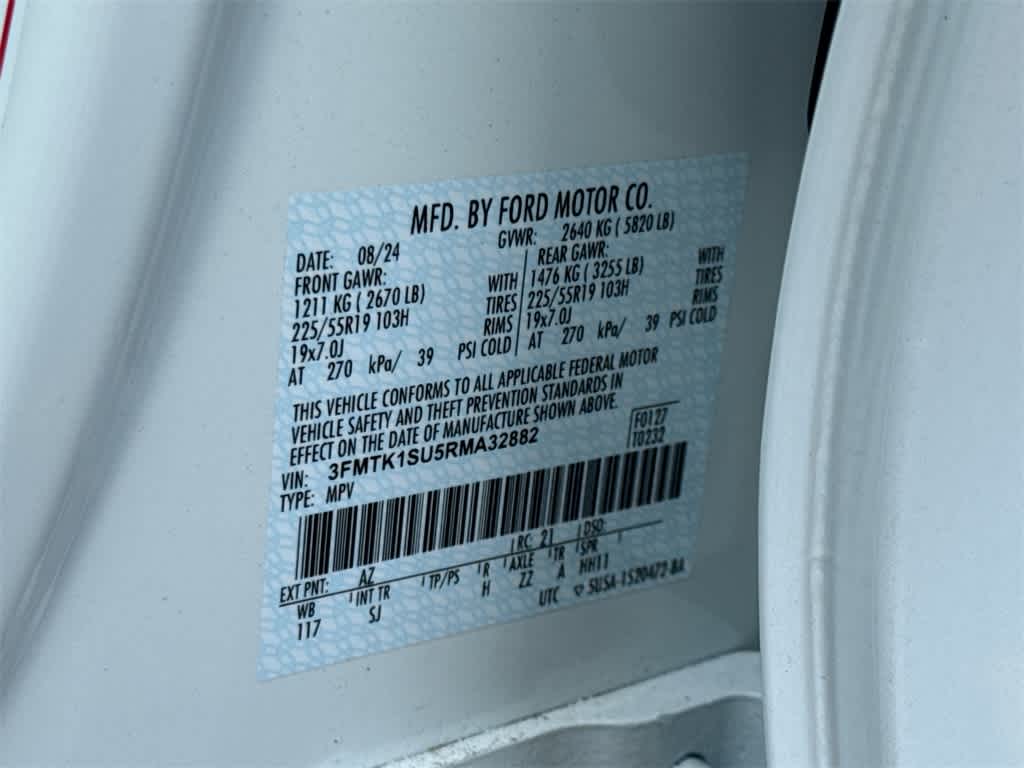 MFD. BY FORD MOTOR CO.
DATE: 08/24 GVWR: 2640 KG ( 5820 LB)
FRONT GAWR: WITH REAR GAWR: WITH
1211 KG ( 2670 LB) TIRES 1476 KG ( 3255 LB) TIRES
225/55R19 103H RIMS 225/55R19 103H RIMS
19x7.0J 19x7.0J
AT 270 kPa/ 39 PSI COLD AT 270 kPa/ 39 PSI COLD
THIS VEHICLE CONFORMS TO ALL APPLICABLE FEDERAL MOTOR
VEHICLE SAFETY AND THEFT PREVENTION STANDARDS IN
EFFECT ON THE DATE OF MANUFACTURE SHOWN ABOVE.
VIN: 3FMTK1SU5RMA32882 F0127
TYPE: MPV T0232
EXT PNT: AZ RC: 21 DSO:
WB INT TR TP/PS R AXLE TR SPR
117 SJ H ZZ A HH11
UTC 5U5A-1520472-BA